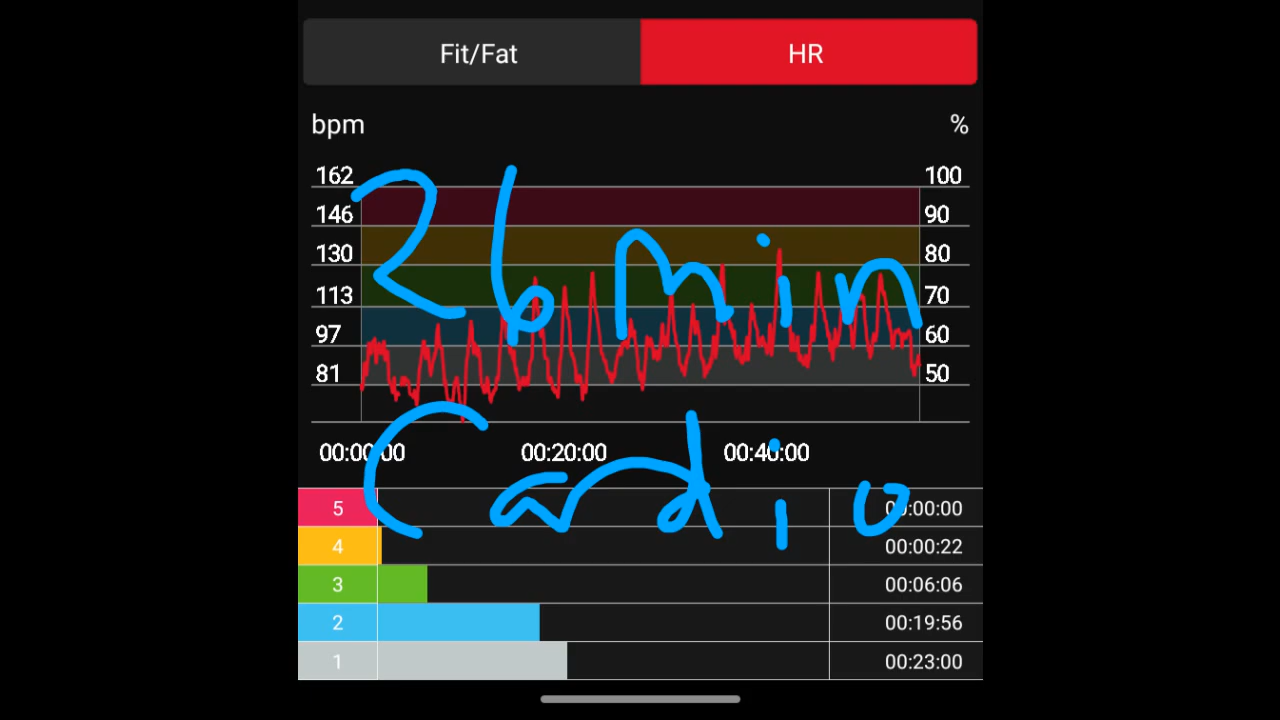 Fit/Fat HR
bpm %
162 100
146 90
130 80
113 70
97 60
81 50
26 min
00:00:00 00:20:00 00:40:00
Cardio
5 00:00:00
4 00:00:22
3 00:06:06
2 00:19:56
1 00:23:00